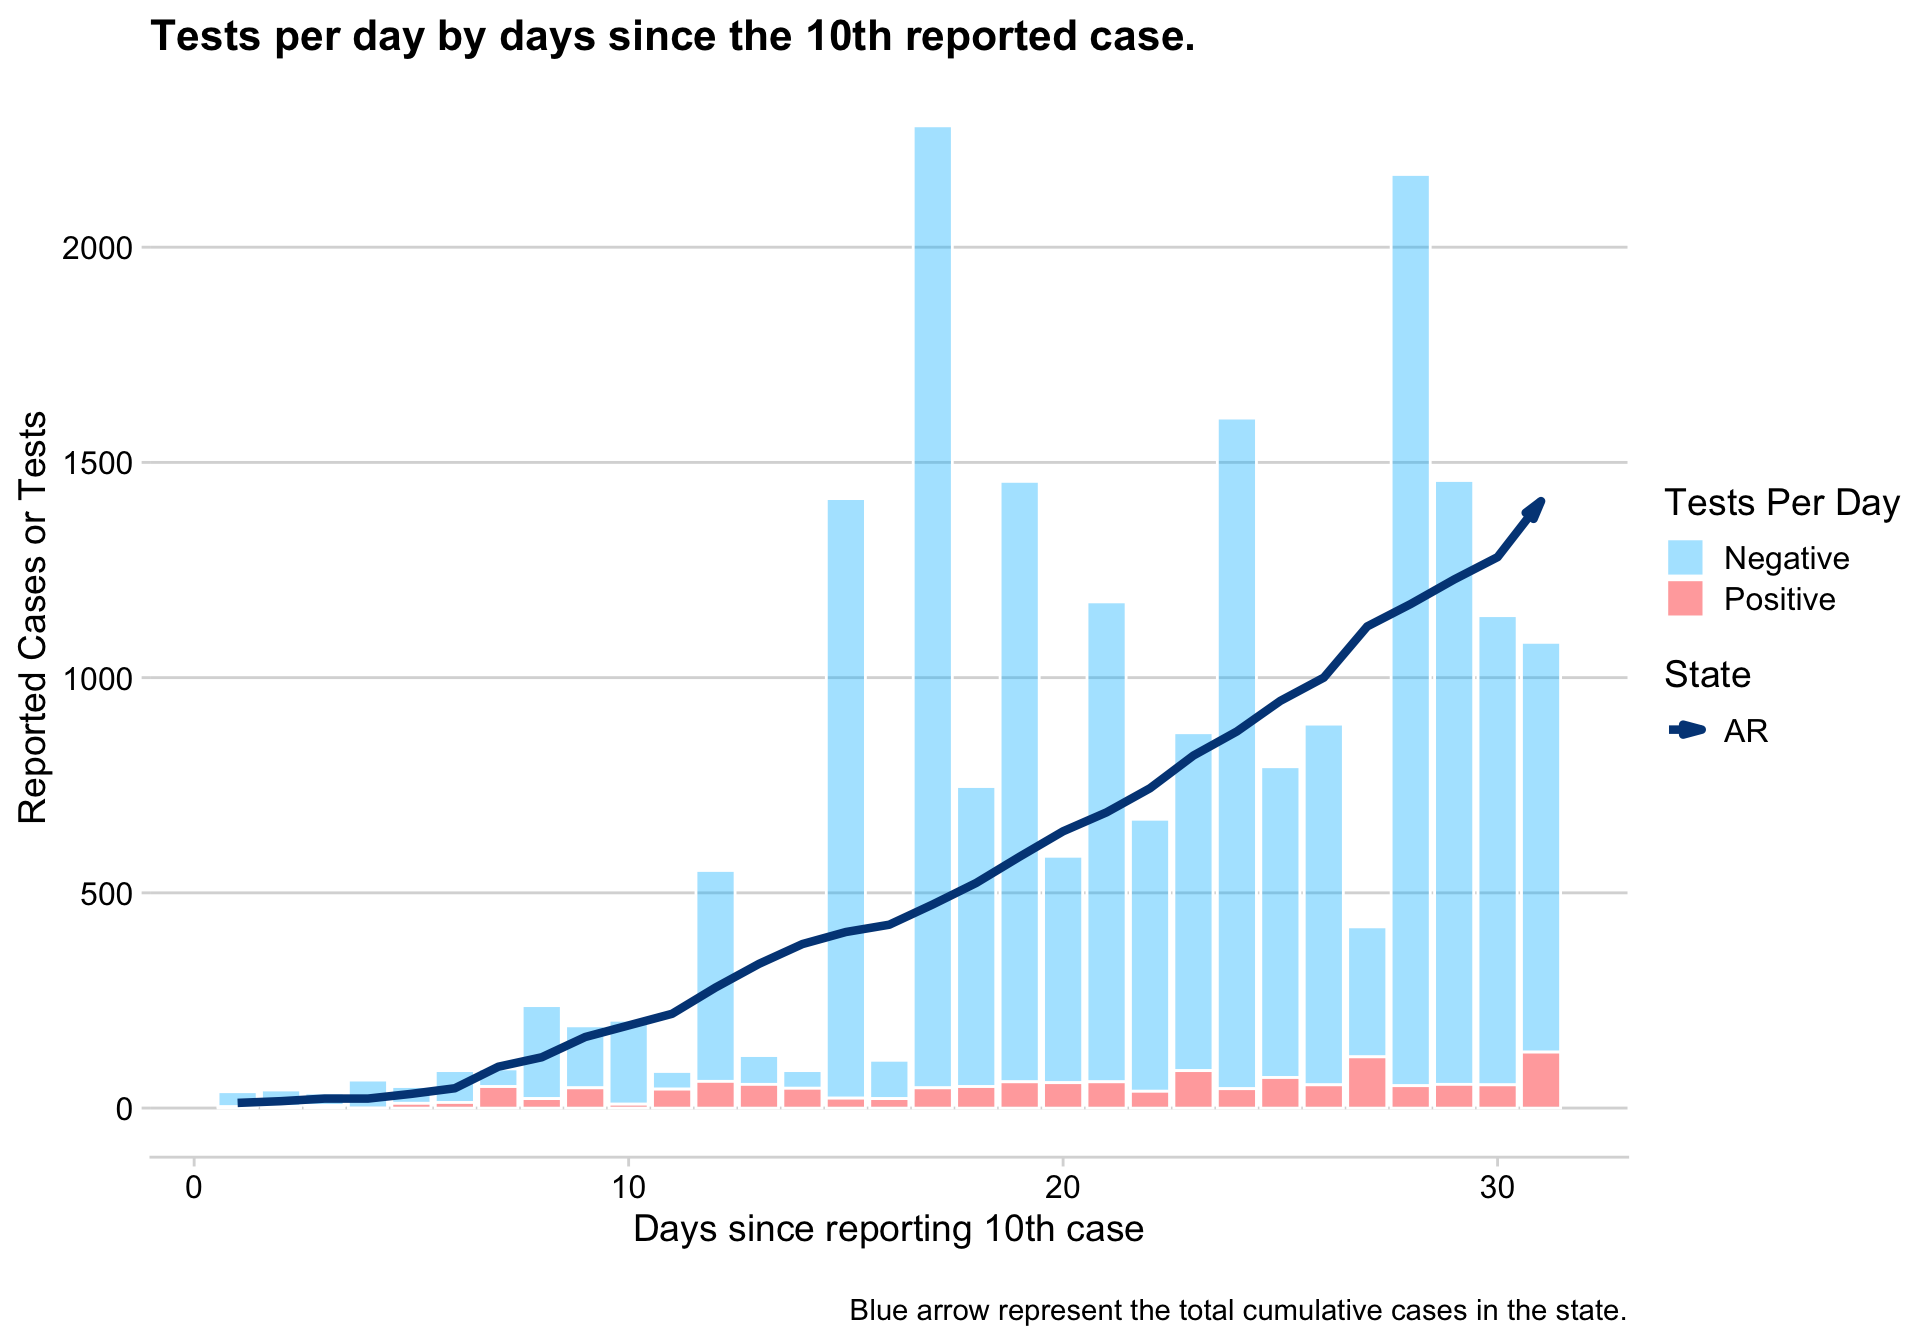 Tests per day by days since the 10th reported case.
Reported Cases or Tests
2000
1500
1000
500
0
0 10 20 30
Days since reporting 10th case
Tests Per Day
Negative
Positive
State
AR
Blue arrow represent the total cumulative cases in the state.